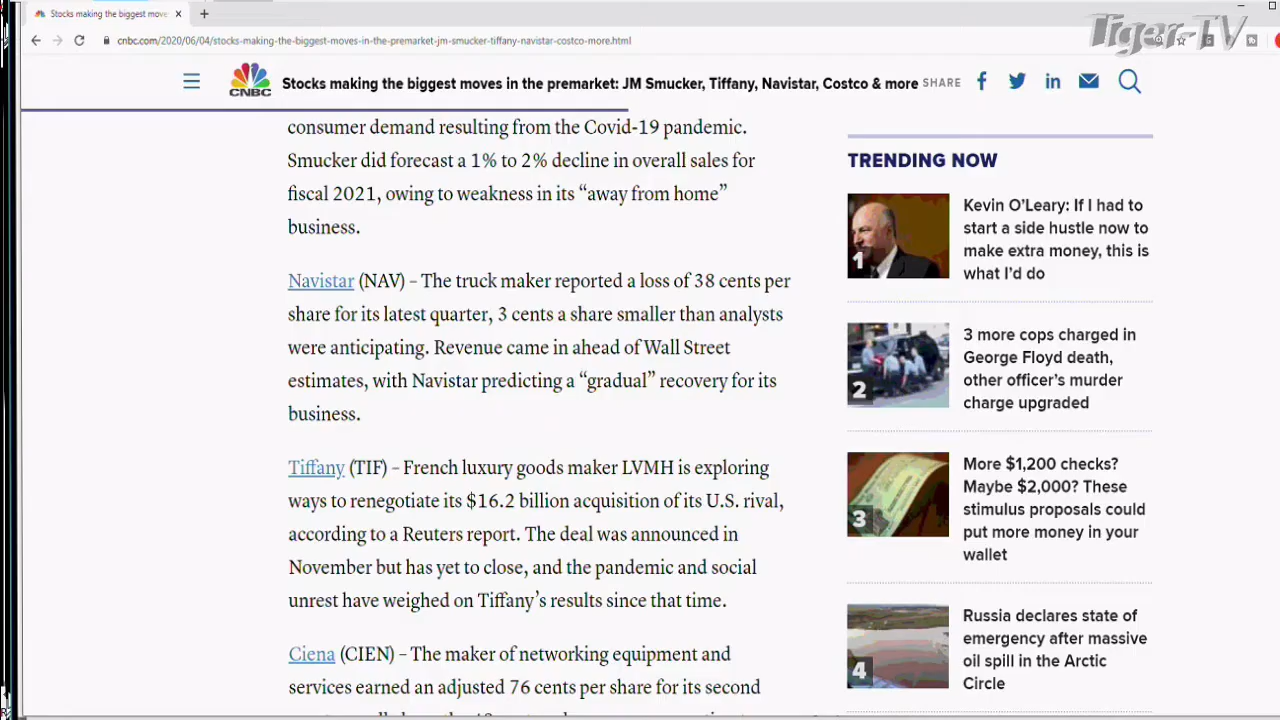 Stocks making the biggest move
Tiger-TV
cnbc.com/2020/06/04/stocks-making-the-biggest-moves-in-the-premarket-jm-smucker-tiffany-navistar-costco-more.html
CNBC
Stocks making the biggest moves in the premarket: JM Smucker, Tiffany, Navistar, Costco & more
SHARE
consumer demand resulting from the Covid-19 pandemic.
Smucker did forecast a 1% to 2% decline in overall sales for
fiscal 2021, owing to weakness in its “away from home”
business.
Navistar (NAV) – The truck maker reported a loss of 38 cents per
share for its latest quarter, 3 cents a share smaller than analysts
were anticipating. Revenue came in ahead of Wall Street
estimates, with Navistar predicting a “gradual” recovery for its
business.
Tiffany (TIF) – French luxury goods maker LVMH is exploring
ways to renegotiate its $16.2 billion acquisition of its U.S. rival,
according to a Reuters report. The deal was announced in
November but has yet to close, and the pandemic and social
unrest have weighed on Tiffany’s results since that time.
Ciena (CIEN) – The maker of networking equipment and
services earned an adjusted 76 cents per share for its second
TRENDING NOW
1
Kevin O’Leary: If I had to
start a side hustle now to
make extra money, this is
what I’d do
2
3 more cops charged in
George Floyd death,
other officer’s murder
charge upgraded
3
More $1,200 checks?
Maybe $2,000? These
stimulus proposals could
put more money in your
wallet
4
Russia declares state of
emergency after massive
oil spill in the Arctic
Circle